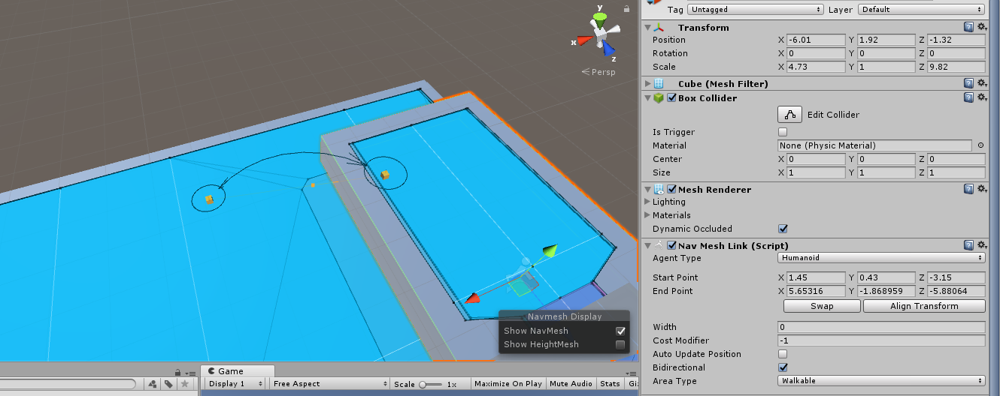 y
x
z
Persp
Navmesh Display
Show NavMesh
Show HeightMesh
Game
Display 1
Free Aspect
Scale
1x
Maximize On Play
Mute Audio
Stats
Tag Untagged Layer Default
Transform
Position X -6.01 Y 1.92 Z -1.32
Rotation X 0 Y 0 Z 0
Scale X 4.73 Y 1 Z 9.82
Cube (Mesh Filter)
Box Collider
Edit Collider
Is Trigger
Material None (Physic Material)
Center X 0 Y 0 Z 0
Size X 1 Y 1 Z 1
Mesh Renderer
Lighting
Materials
Dynamic Occluded
Nav Mesh Link (Script)
Agent Type Humanoid
Start Point X 1.45 Y 0.43 Z -3.15
End Point X 5.65316 Y -1.868959 Z -5.88064
Swap Align Transform
Width 0
Cost Modifier -1
Auto Update Position
Bidirectional
Area Type Walkable